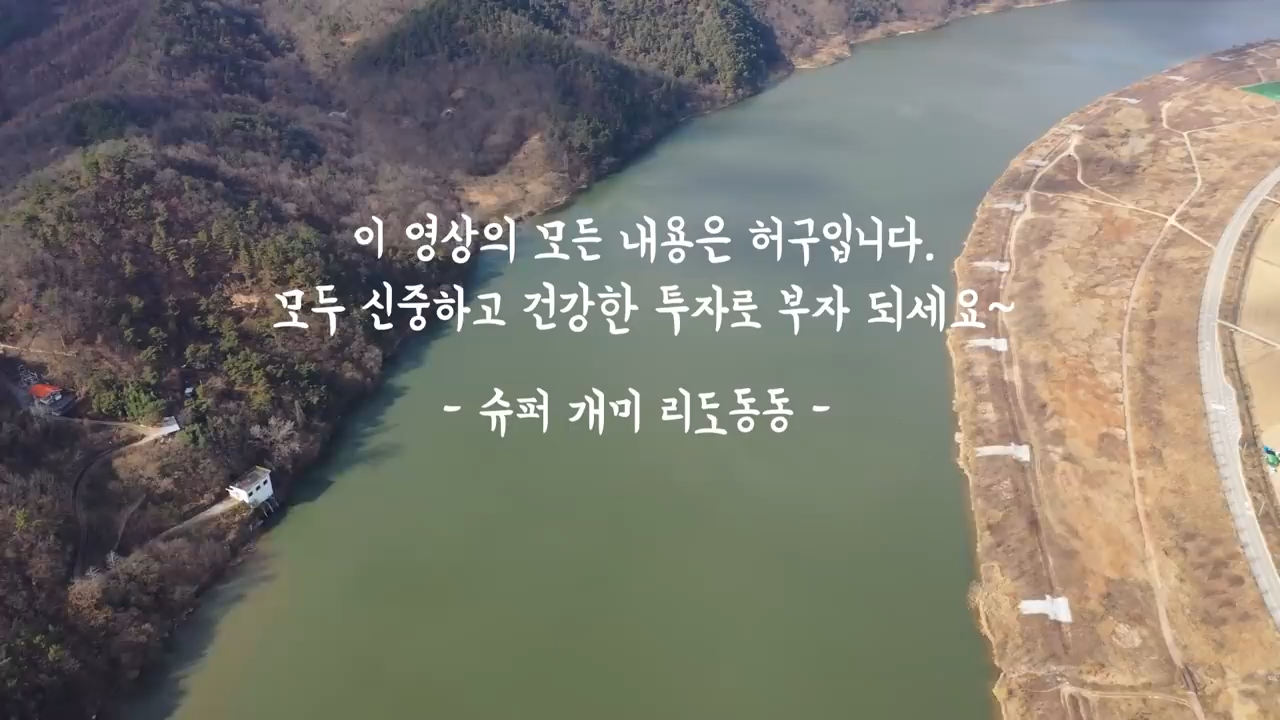 이 영상의 모든 내용은 허구입니다.
모두 신중하고 건강한 투자로 부자 되세요~
- 슈퍼 개미 리도동동 -